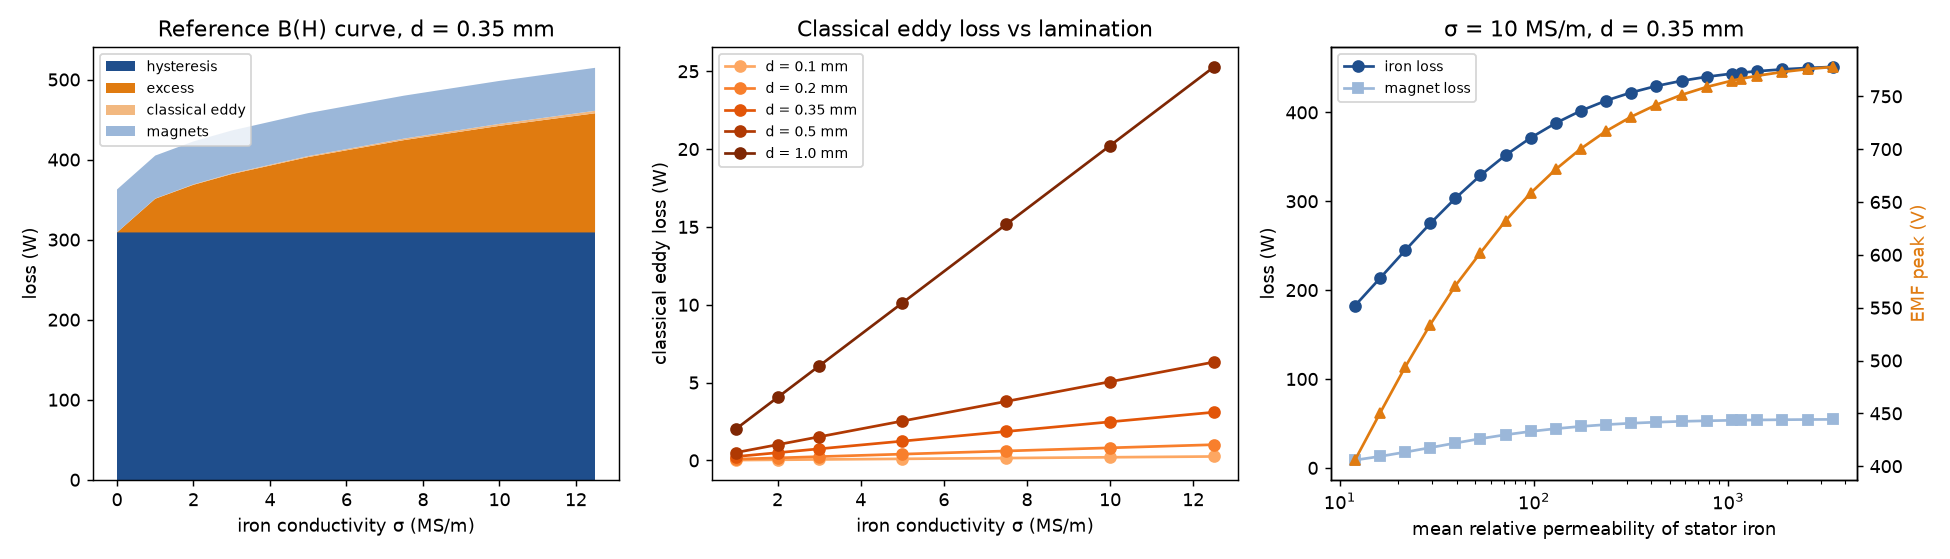 Reference B(H) curve, d = 0.35 mm
hysteresis
excess
classical eddy
magnets
loss (W)
0
100
200
300
400
500
0 2 4 6 8 10 12
iron conductivity σ (MS/m)
Classical eddy loss vs lamination
d = 0.1 mm
d = 0.2 mm
d = 0.35 mm
d = 0.5 mm
d = 1.0 mm
classical eddy loss (W)
0
5
10
15
20
25
2 4 6 8 10 12
iron conductivity σ (MS/m)
σ = 10 MS/m, d = 0.35 mm
iron loss
magnet loss
loss (W)
0
100
200
300
400
EMF peak (V)
400
450
500
550
600
650
700
750
10¹ 10² 10³
mean relative permeability of stator iron